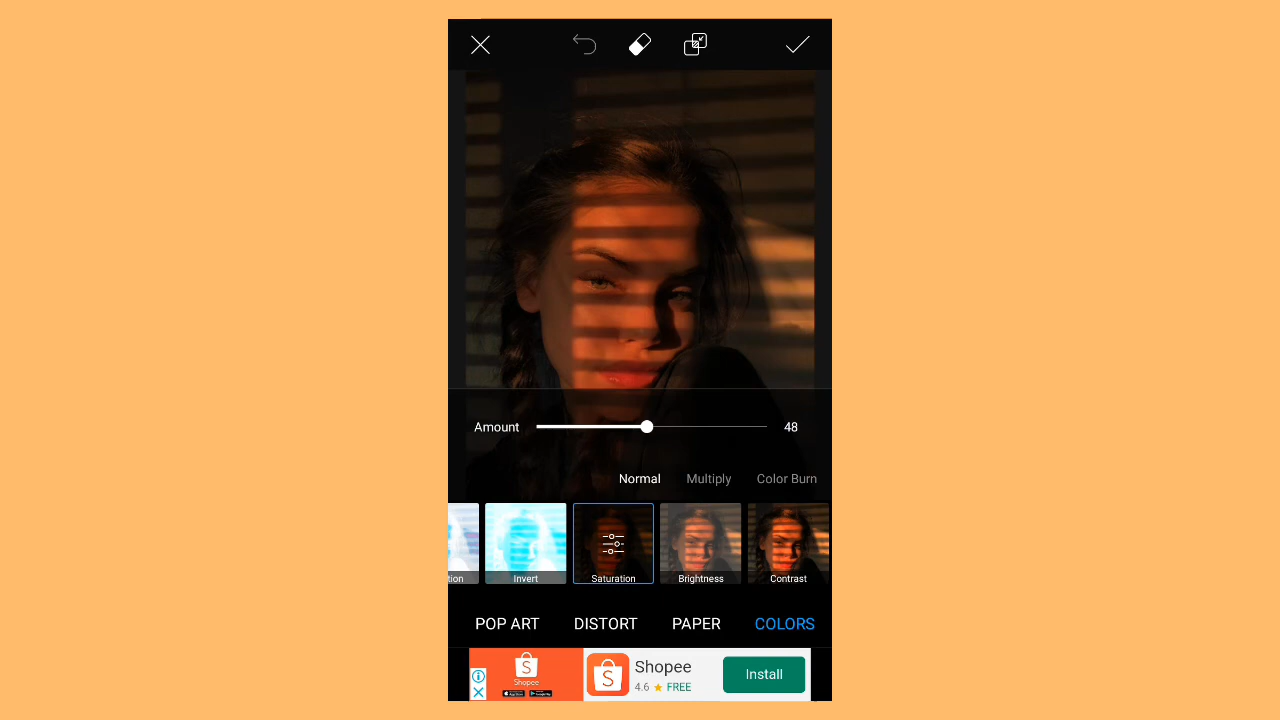 Amount 48
Normal Multiply Color Burn
tion Invert Saturation Brightness Contrast
POP ART DISTORT PAPER COLORS
Shopee
Shopee
4.6 ★ FREE
Install